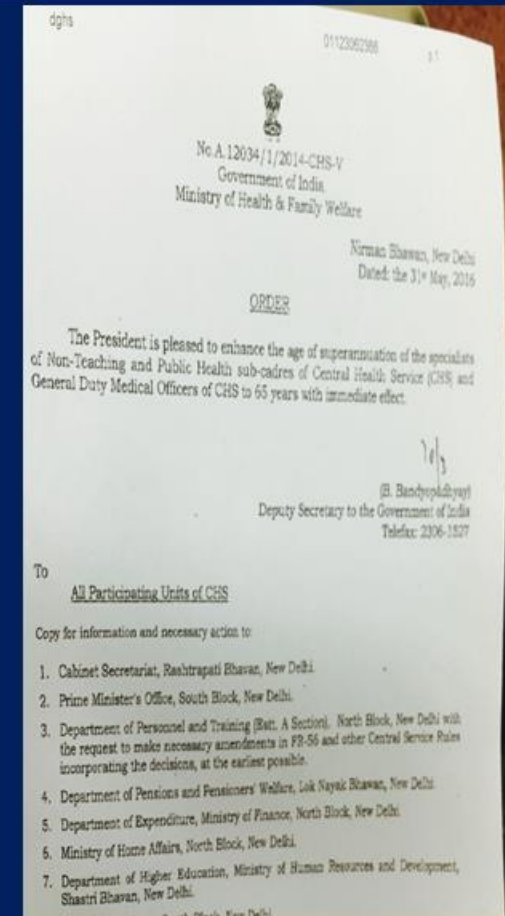 dghs
01123062388 p 1
No.A.12034/1/2014-CHS-V
Government of India
Ministry of Health & Family Welfare
Nirman Bhawan, New Delhi
Dated: the 31st May, 2016
ORDER
The President is pleased to enhance the age of superannuation of the specialists
of Non-Teaching and Public Health sub-cadres of Central Health Service (CHS) and
General Duty Medical Officers of CHS to 65 years with immediate effect.
(B. Bandyopadhyay)
Deputy Secretary to the Government of India
Telefax: 2306-1527
To
All Participating Units of CHS
Copy for information and necessary action to:
1. Cabinet Secretariat, Rashtrapati Bhavan, New Delhi.
2. Prime Minister's Office, South Block, New Delhi.
3. Department of Personnel and Training (Estt. A Section), North Block, New Delhi with
the request to make necessary amendments in FR-56 and other Central Service Rules
incorporating the decisions, at the earliest possible.
4. Department of Pensions and Pensioners' Welfare, Lok Nayak Bhawan, New Delhi.
5. Department of Expenditure, Ministry of Finance, North Block, New Delhi.
6. Ministry of Home Affairs, North Block, New Delhi.
7. Department of Higher Education, Ministry of Human Resources and Development,
Shastri Bhavan, New Delhi.
South Block, New Delhi